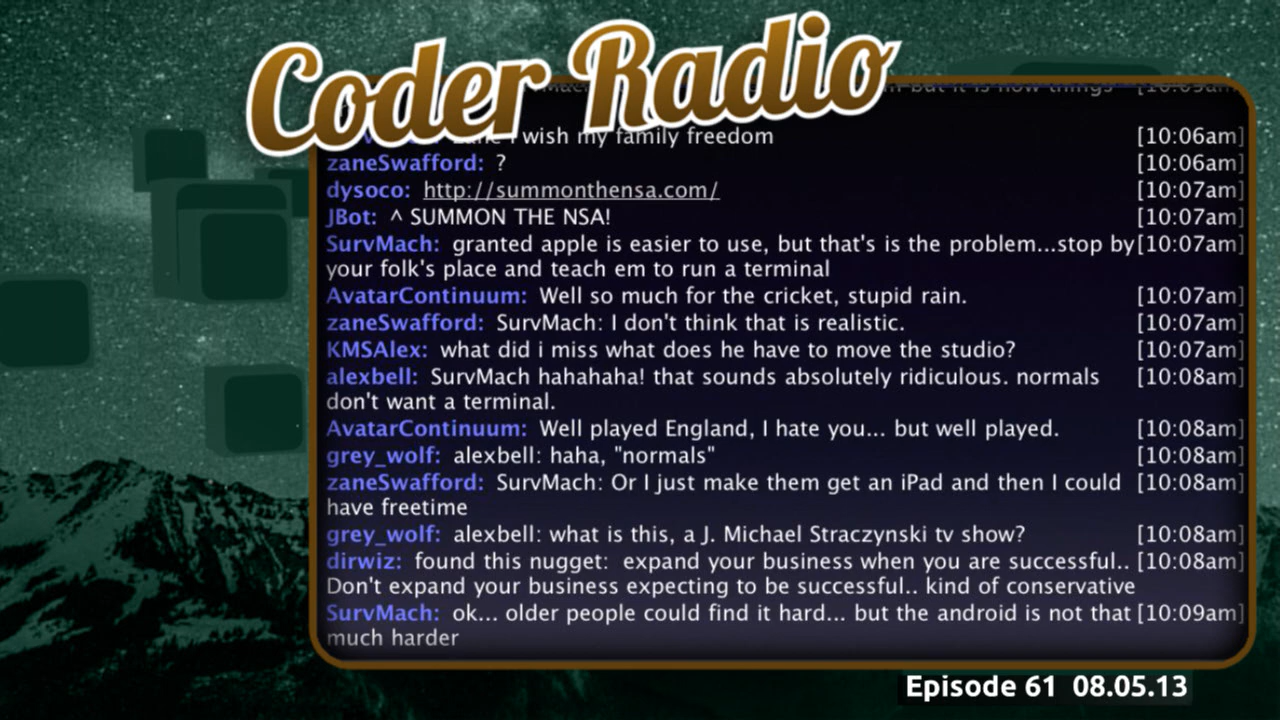 Coder Radio
but it is now things [10:09am]
I wish my family freedom [10:06am]
zaneSwafford: ? [10:06am]
dysoco: http://summonthensa.com/ [10:07am]
JBot: ^ SUMMON THE NSA! [10:07am]
SurvMach: granted apple is easier to use, but that's is the problem...stop by [10:07am]
your folk's place and teach em to run a terminal
AvatarContinuum: Well so much for the cricket, stupid rain. [10:07am]
zaneSwafford: SurvMach: I don't think that is realistic. [10:07am]
KMSAlex: what did i miss what does he have to move the studio? [10:07am]
alexbell: SurvMach hahahaha! that sounds absolutely ridiculous. normals [10:08am]
don't want a terminal.
AvatarContinuum: Well played England, I hate you... but well played. [10:08am]
grey_wolf: alexbell: haha, "normals" [10:08am]
zaneSwafford: SurvMach: Or I just make them get an iPad and then I could [10:08am]
have freetime
grey_wolf: alexbell: what is this, a J. Michael Straczynski tv show? [10:08am]
dirwiz: found this nugget: expand your business when you are successful.. [10:08am]
Don't expand your business expecting to be successful.. kind of conservative
SurvMach: ok... older people could find it hard... but the android is not that [10:09am]
much harder
Episode 61 08.05.13